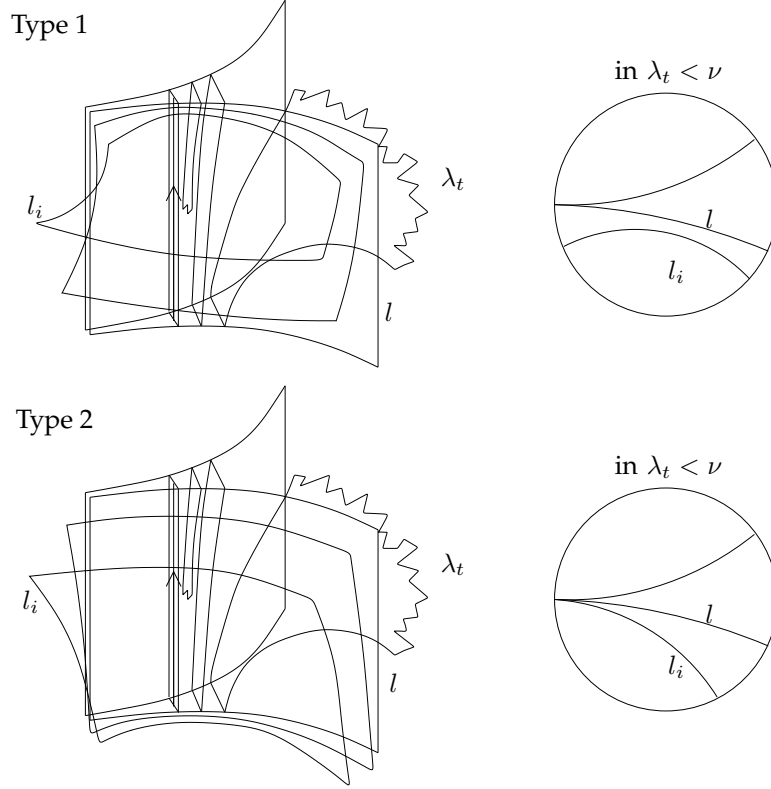 Type 1
in λ_t < ν
λ_t
l_i
l
l_i
l
Type 2
in λ_t < ν
λ_t
l_i
l
l
l_i